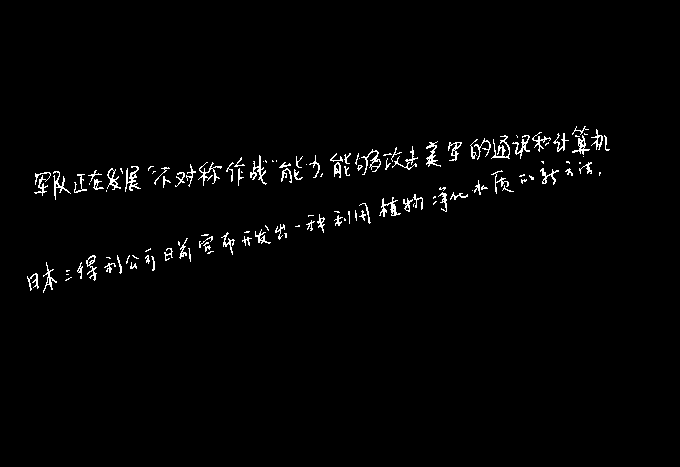 军队正在发展“不对称作战”能力,能够攻击美军的通讯和计算机
日本三得利公司日前宣布开发出一种利用植物净化水质的新方法,